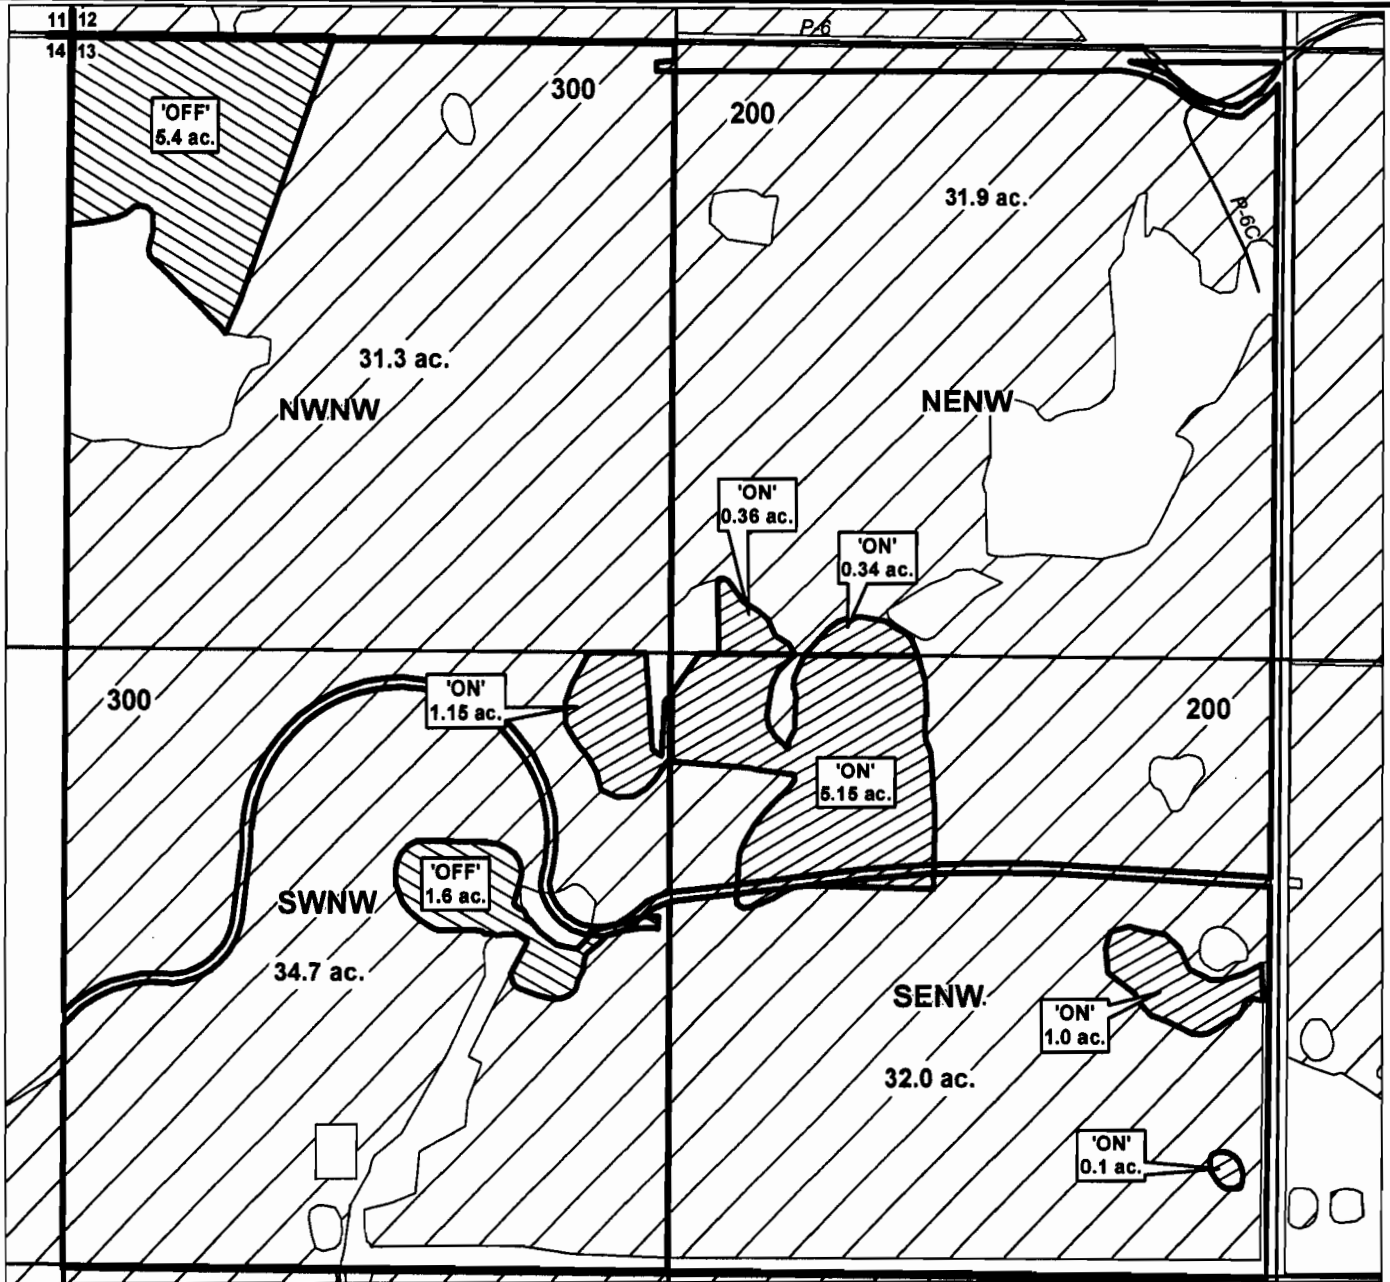 11 12
P-6
14 13
300
200
'OFF'
5.4 ac.
31.9 ac.
P-6C
31.3 ac.
NWNW
NENW
'ON'
0.36 ac.
'ON'
0.34 ac.
300
'ON'
1.15 ac.
200
'ON'
5.15 ac.
'OFF'
1.6 ac.
SWNW
34.7 ac.
SENW
'ON'
1.0 ac.
32.0 ac.
'ON'
0.1 ac.